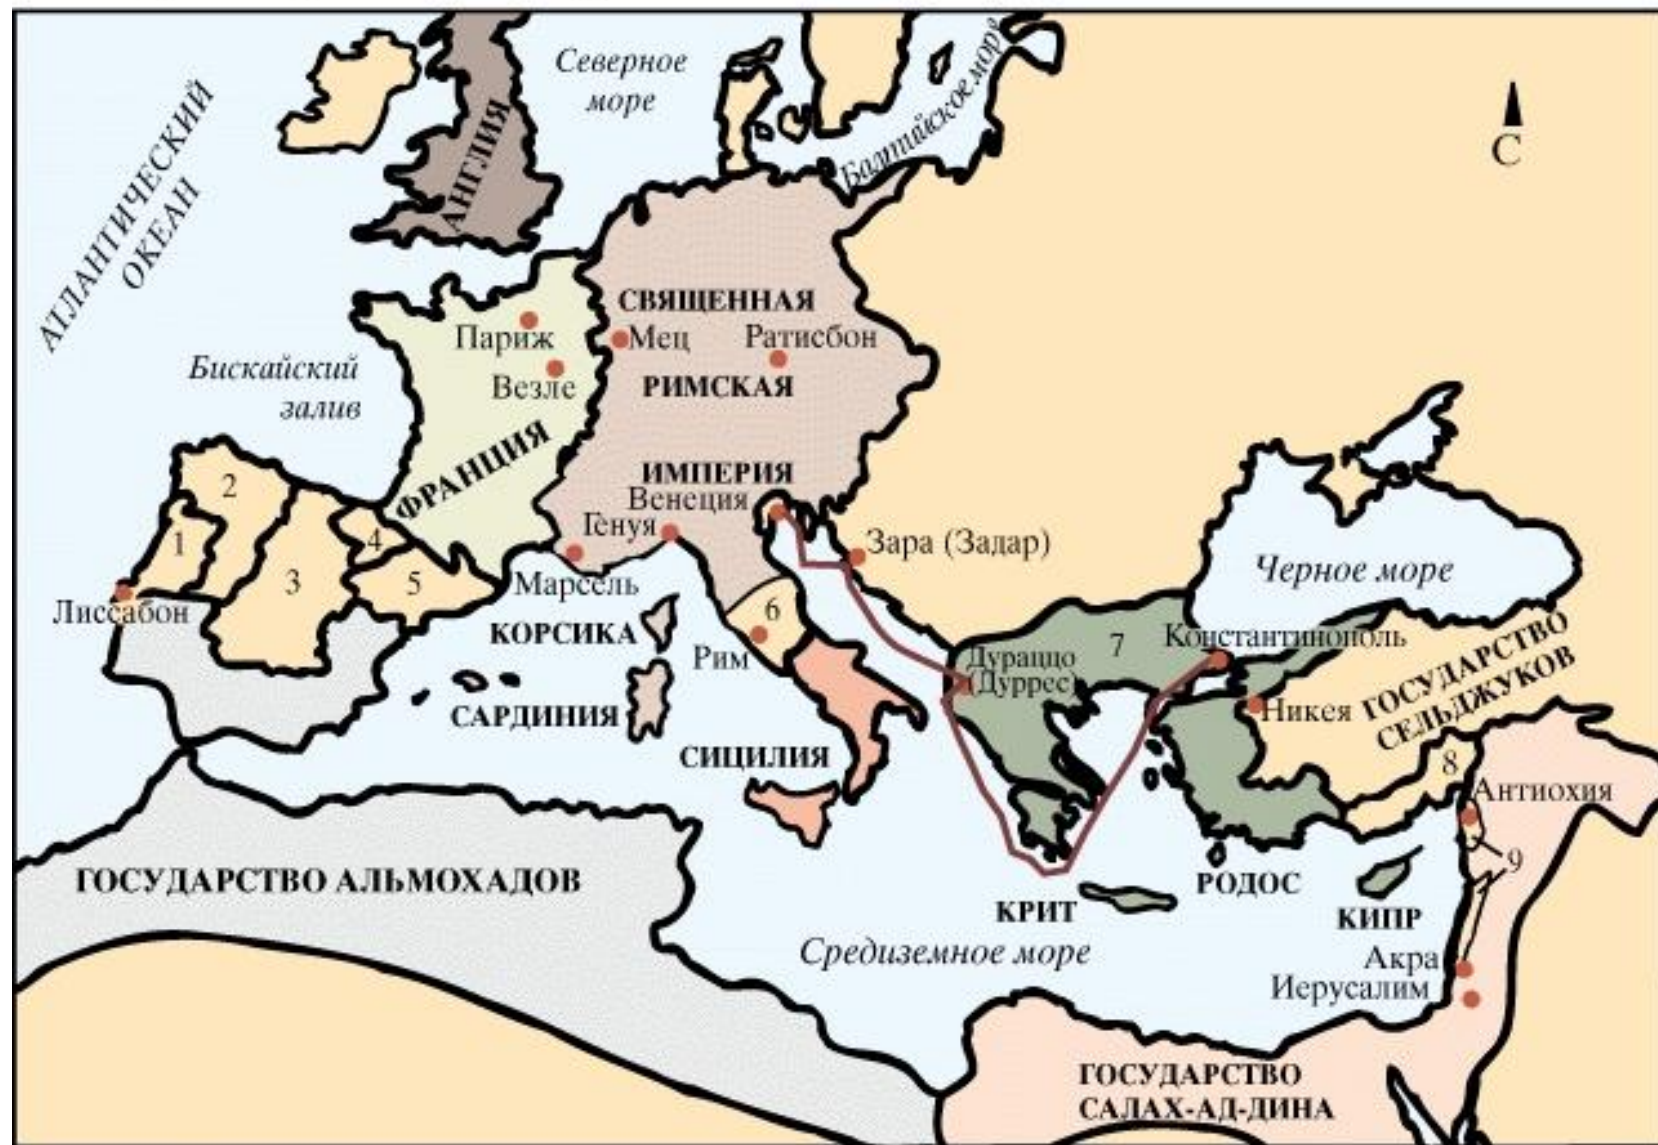 Северное
море
Балтийское море
С
АТЛАНТИЧЕСКИЙ
ОКЕАН
АНГЛИЯ
СВЯЩЕННАЯ
Париж
Мец
Ратисбон
Бискайский
залив
Везле
РИМСКАЯ
ФРАНЦИЯ
ИМПЕРИЯ
Венеция
2
Генуя
1
4
Зара (Задар)
3
5
Марсель
Черное море
Лиссабон
6
КОРСИКА
7
Константинополь
Рим
Дураццо
(Дуррес)
ГОСУДАРСТВО
СЕЛЬДЖУКОВ
САРДИНИЯ
Никея
СИЦИЛИЯ
8
Антиохия
9
ГОСУДАРСТВО АЛЬМОХАДОВ
РОДОС
КРИТ
КИПР
Средиземное море
Акра
Иерусалим
ГОСУДАРСТВО
САЛАХ-АД-ДИНА